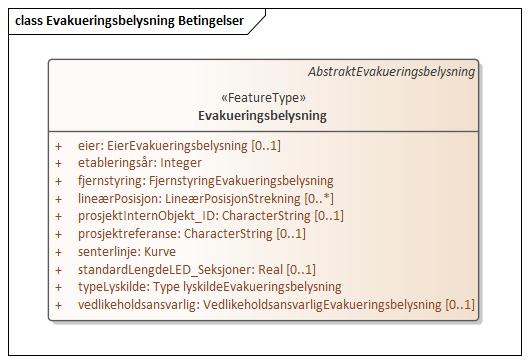 class Evakueringsbelysning Betingelser
AbstraktEvakueringsbelysning
«FeatureType»
Evakueringsbelysning
+ eier: EierEvakueringsbelysning [0..1]
+ etableringsår: Integer
+ fjernstyring: FjernstyringEvakueringsbelysning
+ lineærPosisjon: LineærPosisjonStrekning [0..*]
+ prosjektInternObjekt_ID: CharacterString [0..1]
+ prosjektreferanse: CharacterString [0..1]
+ senterlinje: Kurve
+ standardLengdeLED_Seksjoner: Real [0..1]
+ typeLyskilde: Type lyskildeEvakueringsbelysning
+ vedlikeholdsansvarlig: VedlikeholdsansvarligEvakueringsbelysning [0..1]